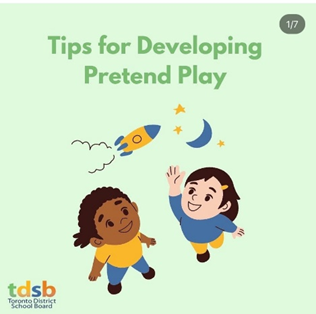 1/7
Tips for Developing
Pretend Play
tdsb
Toronto District
School Board